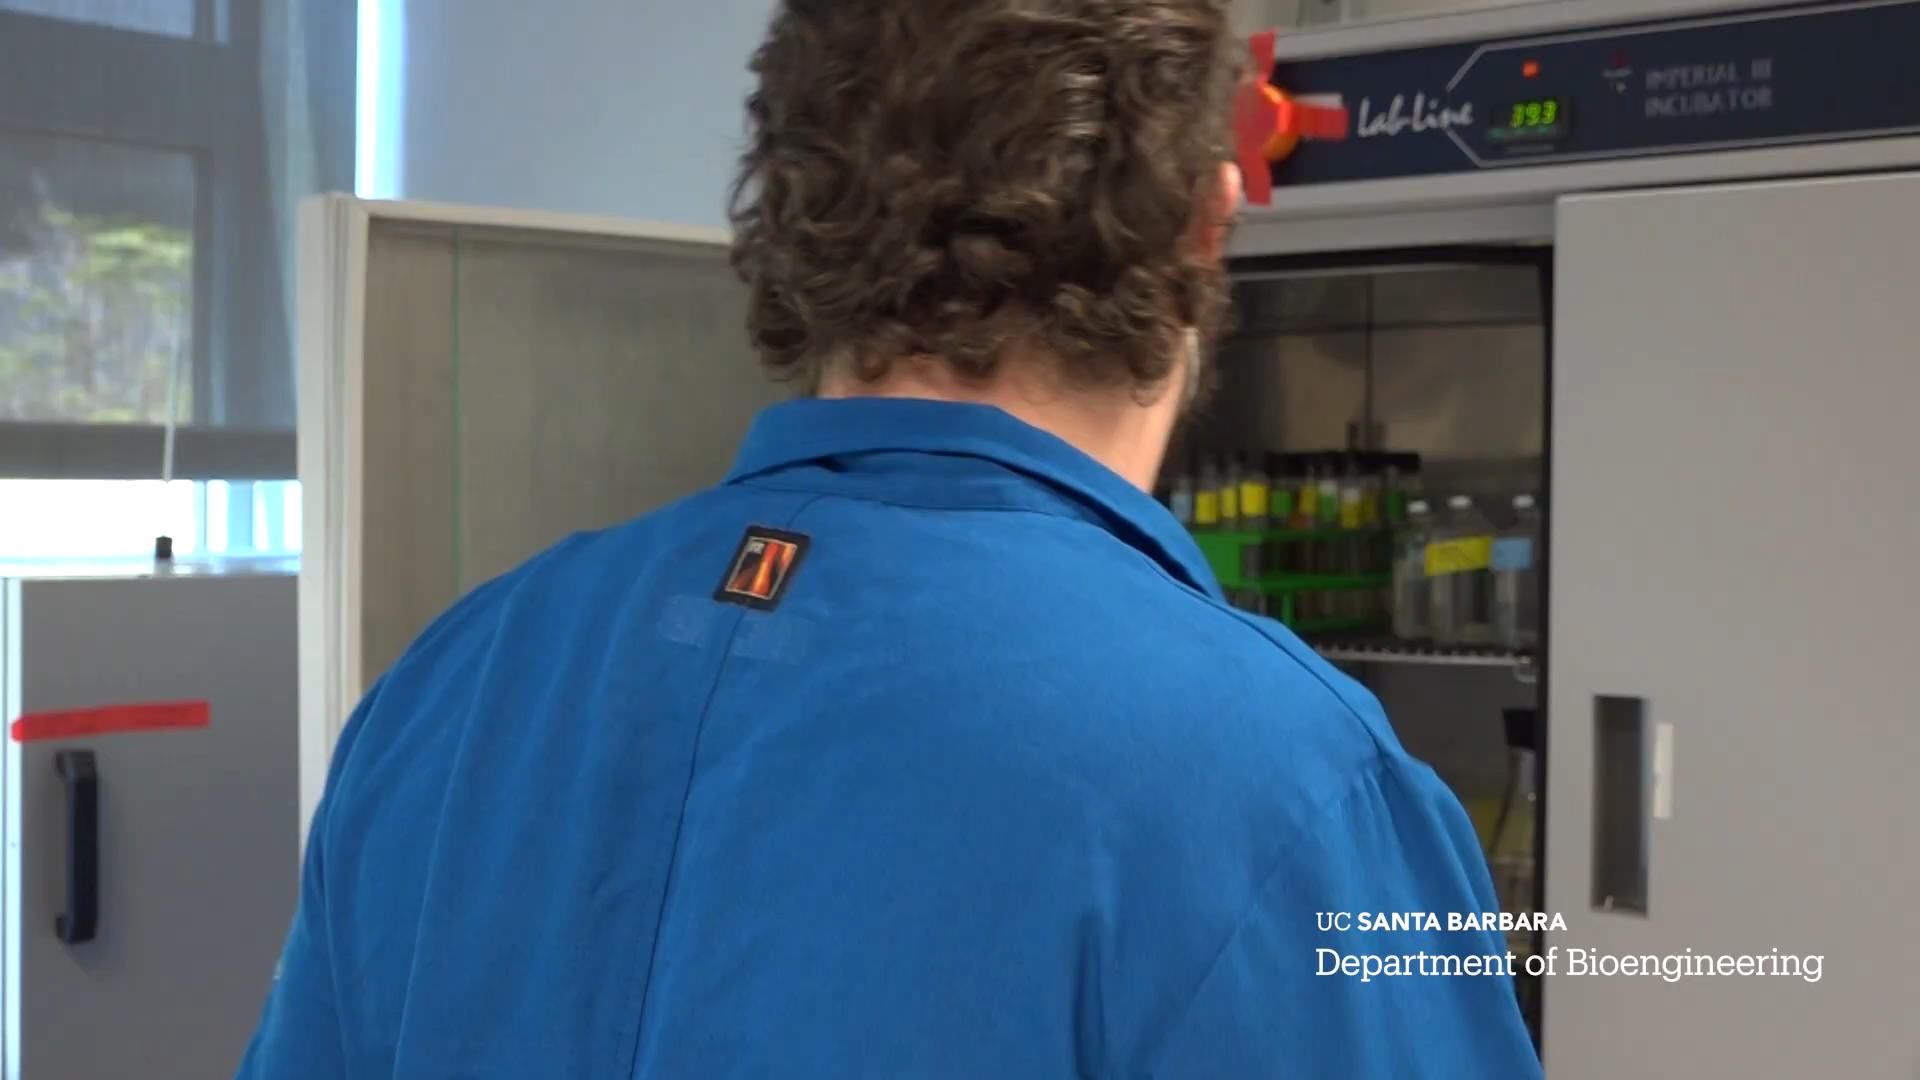 Lab-Line
393
IMPERIAL III
INCUBATOR
UC SANTA BARBARA
Department of Bioengineering